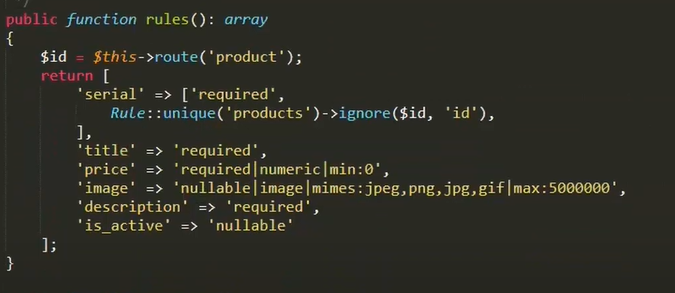 */
public function rules(): array
{
    $id = $this->route('product');
    return [
        'serial' => ['required',
            Rule::unique('products')->ignore($id, 'id'),
        ],
        'title' => 'required',
        'price' => 'required|numeric|min:0',
        'image' => 'nullable|image|mimes:jpeg,png,jpg,gif|max:5000000',
        'description' => 'required',
        'is_active' => 'nullable'
    ];
}